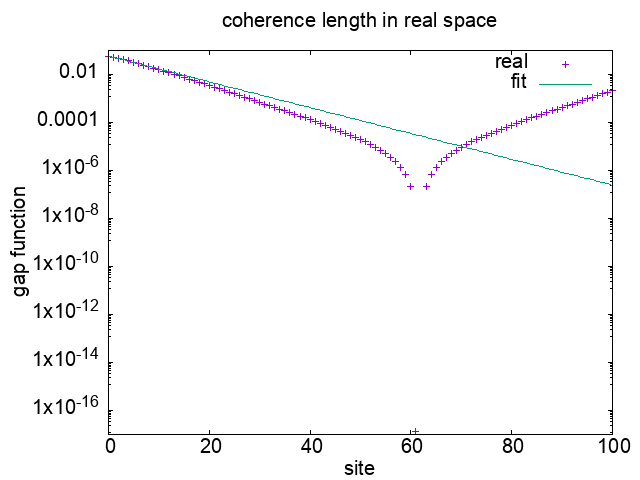 coherence length in real space
real
fit
0.01
0.0001
1x10-6
1x10-8
1x10-10
1x10-12
1x10-14
1x10-16
gap function
0 20 40 60 80 100
site